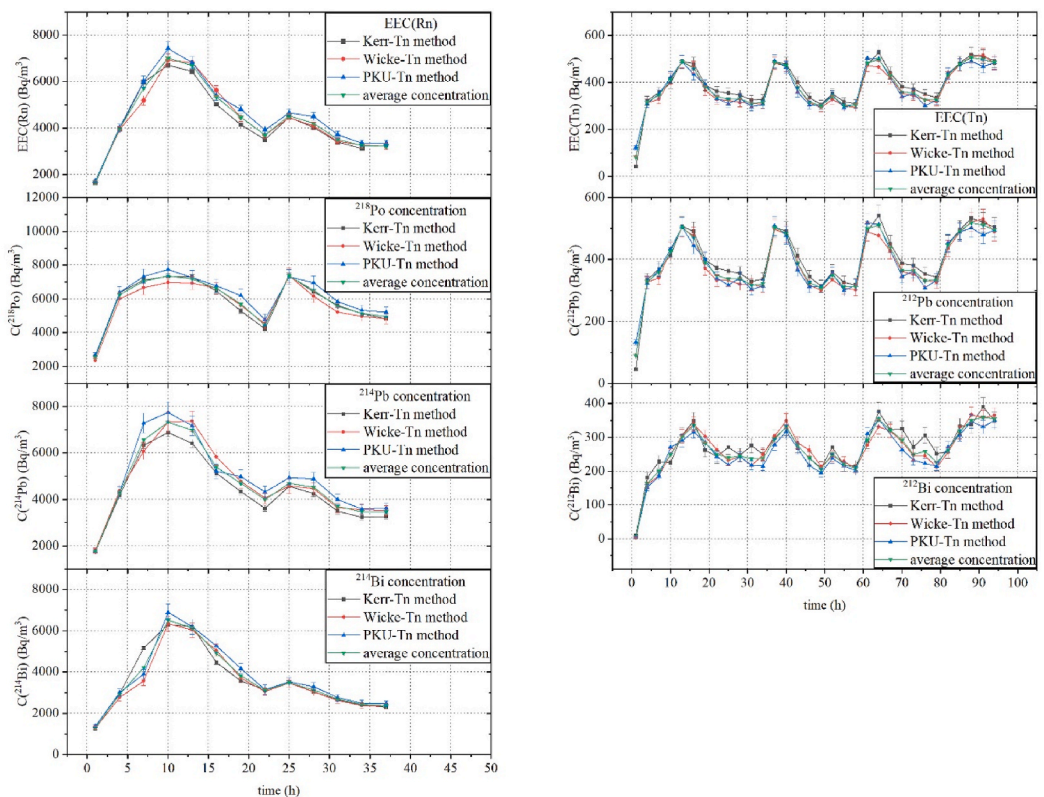 8000
6000
4000
2000
12000
EEC(Rn) (Bq/m³)
EEC(Rn)
Kerr-Tn method
Wicke-Tn method
PKU-Tn method
average concentration
10000
8000
6000
4000
2000
C(²¹⁸Po) (Bq/m³)
²¹⁸Po concentration
Kerr-Tn method
Wicke-Tn method
PKU-Tn method
average concentration
8000
6000
4000
2000
C(²¹⁴Pb) (Bq/m³)
²¹⁴Pb concentration
Kerr-Tn method
Wicke-Tn method
PKU-Tn method
average concentration
8000
6000
4000
2000
0
C(²¹⁴Bi) (Bq/m³)
²¹⁴Bi concentration
Kerr-Tn method
Wicke-Tn method
PKU-Tn method
average concentration
0 5 10 15 20 25 30 35 40 45 50
time (h)
600
400
200
0
EEC(Tn) (Bq/m³)
EEC(Tn)
Kerr-Tn method
Wicke-Tn method
PKU-Tn method
average concentration
600
400
200
0
C(²¹²Pb) (Bq/m³)
²¹²Pb concentration
Kerr-Tn method
Wicke-Tn method
PKU-Tn method
average concentration
400
300
200
100
0
C(²¹²Bi) (Bq/m³)
²¹²Bi concentration
Kerr-Tn method
Wicke-Tn method
PKU-Tn method
average concentration
0 10 20 30 40 50 60 70 80 90 100
time (h)